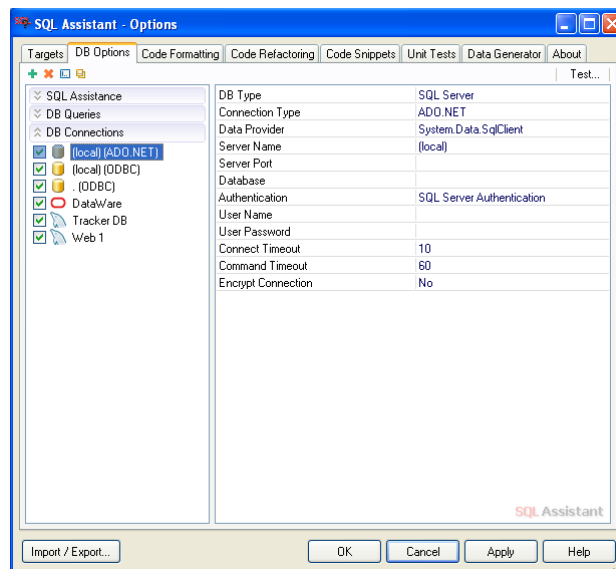 SQL Assistant - Options
Targets DB Options Code Formatting Code Refactoring Code Snippets Unit Tests Data Generator About
Test...
SQL Assistance
DB Queries
DB Connections
(local) (ADO.NET)
(local) (ODBC)
. (ODBC)
DataWare
Tracker DB
Web 1
DB Type SQL Server
Connection Type ADO.NET
Data Provider System.Data.SqlClient
Server Name (local)
Server Port
Database
Authentication SQL Server Authentication
User Name
User Password
Connect Timeout 10
Command Timeout 60
Encrypt Connection No
SQL Assistant
Import / Export... OK Cancel Apply Help